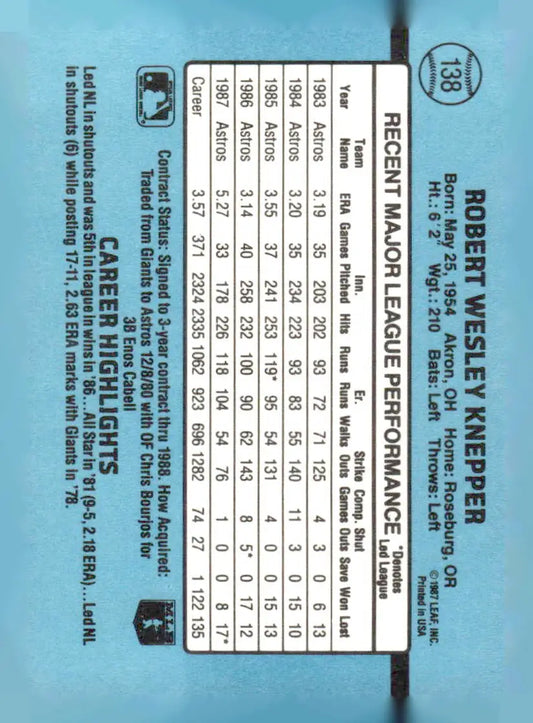 138
ROBERT WESLEY KNEPPER
Born: May 25, 1954 Akron, OH Home: Roseburg, OR
Ht.: 6'2" Wgt.: 210 Bats: Left Throws: Left
© 1987 LEAF, INC.
Printed in USA
RECENT MAJOR LEAGUE PERFORMANCE *Denotes Led League
Year Team Name ERA Games Inn. Pitched Hits Runs Er. Runs Walks Strike Outs Comp. Games Shut Outs Save Won Lost
1983 Astros 3.19 35 203 202 93 72 71 125 4 3 0 6 13
1984 Astros 3.20 35 234 223 93 83 55 140 11 3 0 15 10
1985 Astros 3.55 37 241 253 119* 95 54 131 4 0 0 15 13
1986 Astros 3.14 40 258 232 100 90 62 143 8 5* 0 17 12
1987 Astros 5.27 33 178 226 118 104 54 76 1 0 0 8 17*
Career 3.57 371 2324 2335 1062 923 696 1282 74 27 1 122 135
Contract Status: Signed to 3-year contract thru 1988. How Acquired:
Traded from Giants to Astros 12/8/80 with OF Chris Bourjos for
3B Enos Cabell
MLB
CAREER HIGHLIGHTS
Led NL in shutouts and was 5th in league in wins in '86...All Star in '81 (9-5, 2.18 ERA)...Led NL
in shutouts (6) while posting 17-11, 2.63 ERA marks with Giants in '78.